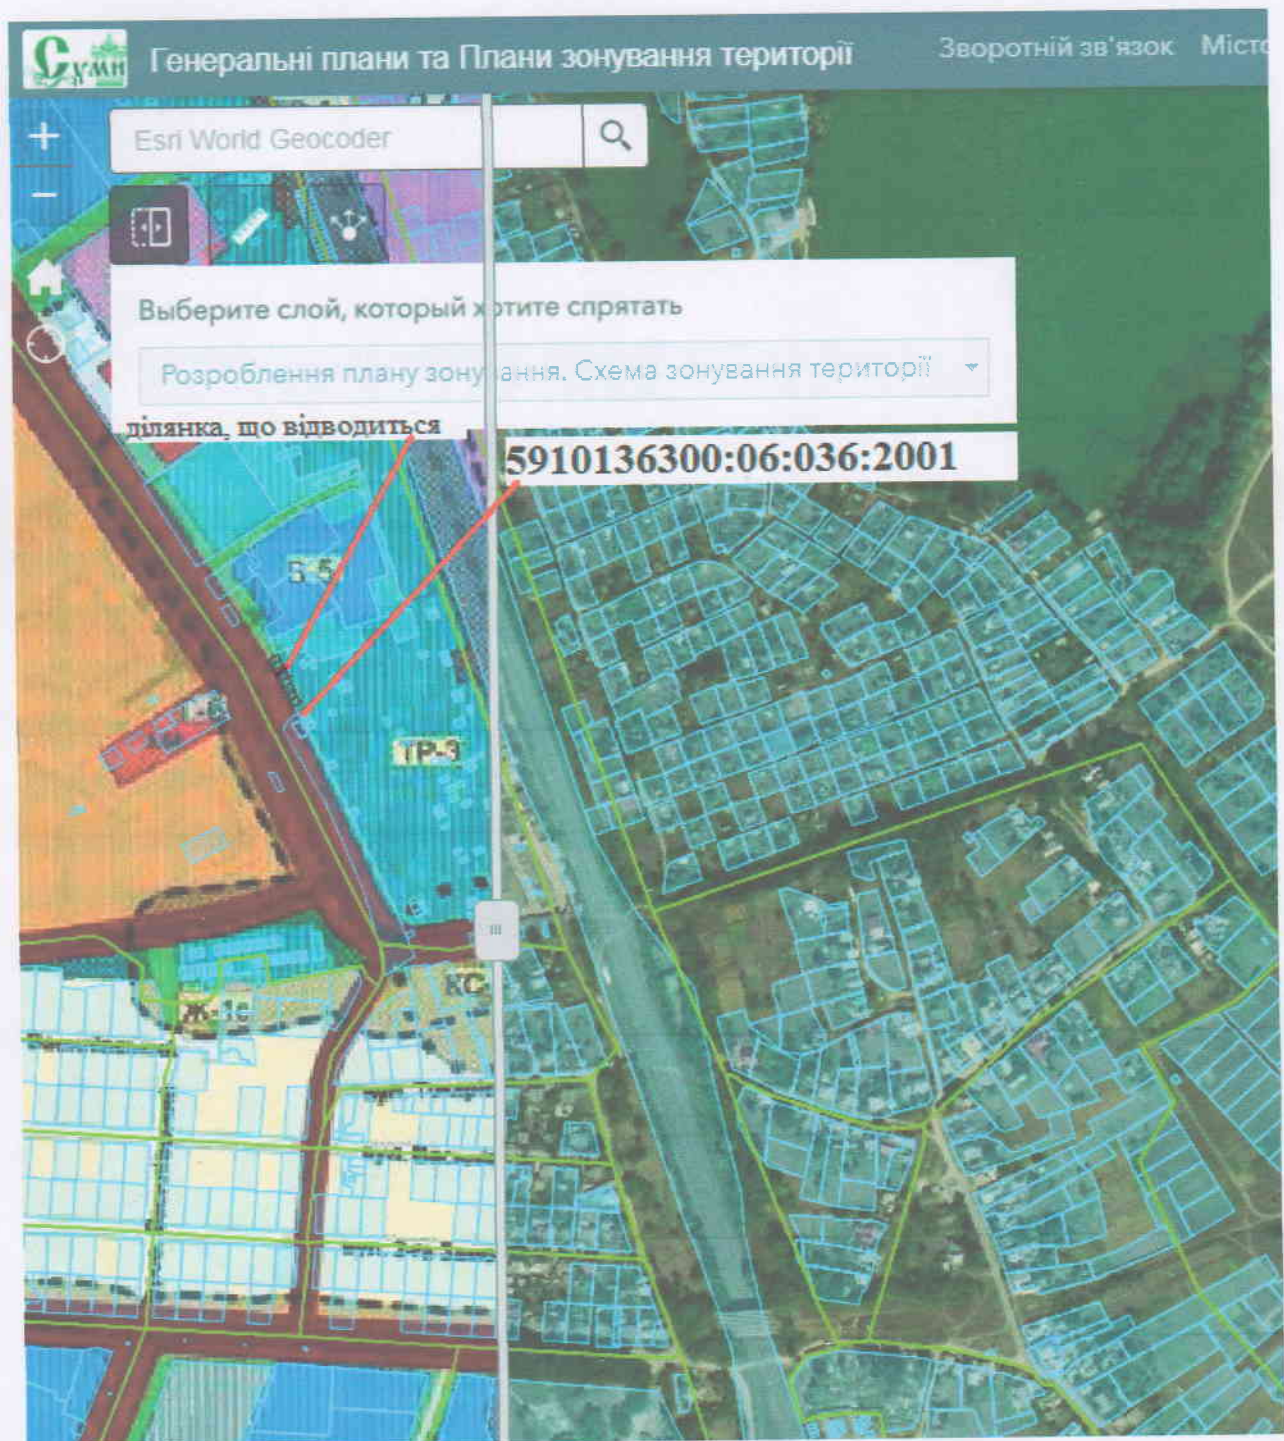 Суми
Генеральні плани та Плани зонування території
Зворотній зв'язок Місто
+
Esri World Geocoder
−
Выберите слой, который хотите спрятать
Розроблення плану зонування. Схема зонування території
ділянка, що відводиться
5910136300:06:036:2001
ТР-3
Ж-1с
КС